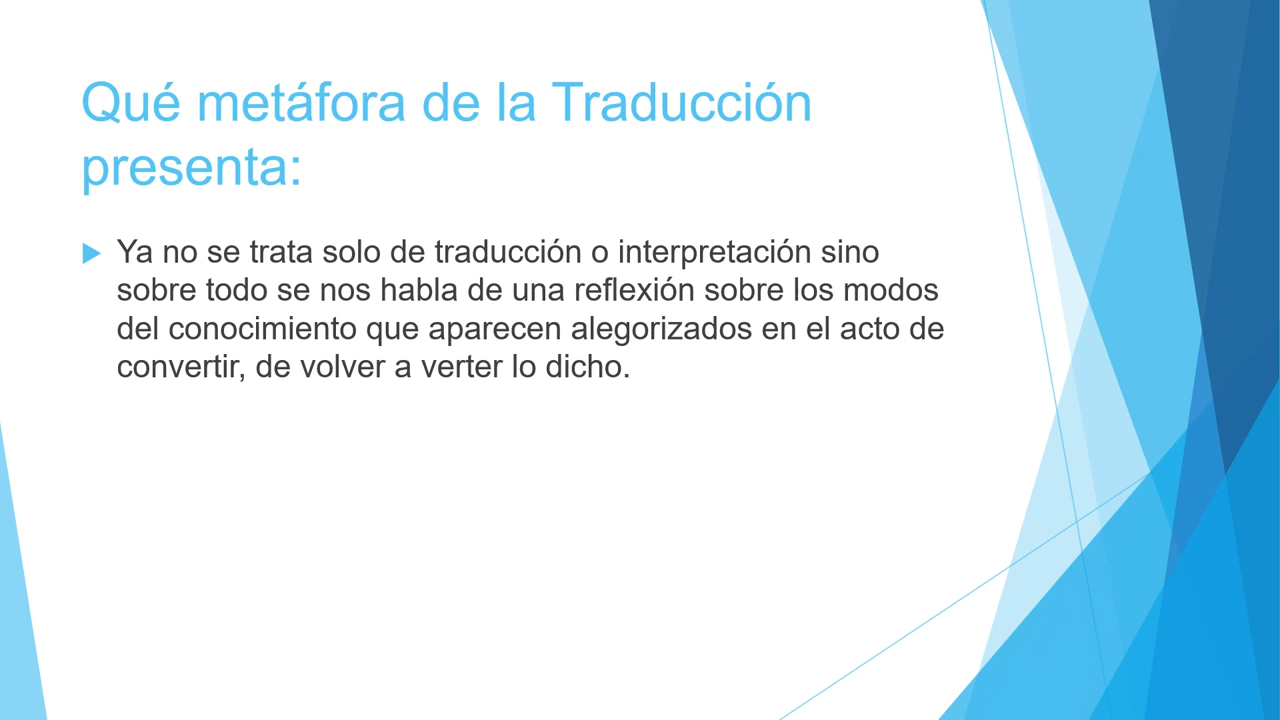 Qué metáfora de la Traducción
presenta:
Ya no se trata solo de traducción o interpretación sino
sobre todo se nos habla de una reflexión sobre los modos
del conocimiento que aparecen alegorizados en el acto de
convertir, de volver a verter lo dicho.